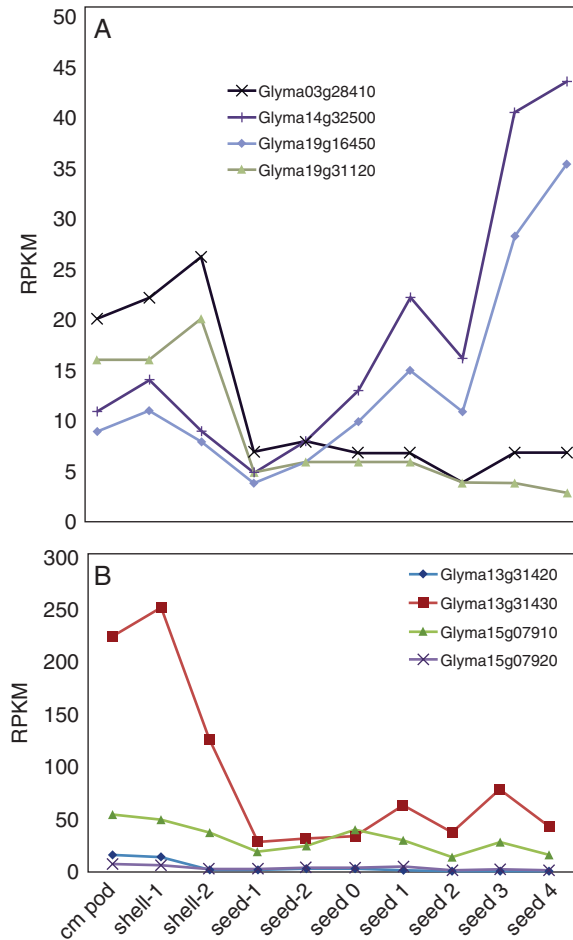 A
50
45
40
35
30
25
20
15
10
5
0
RPKM
Glyma03g28410
Glyma14g32500
Glyma19g16450
Glyma19g31120
B
300
250
200
150
100
50
0
RPKM
Glyma13g31420
Glyma13g31430
Glyma15g07910
Glyma15g07920
cm pod
shell-1
shell-2
seed-1
seed-2
seed 0
seed 1
seed 2
seed 3
seed 4